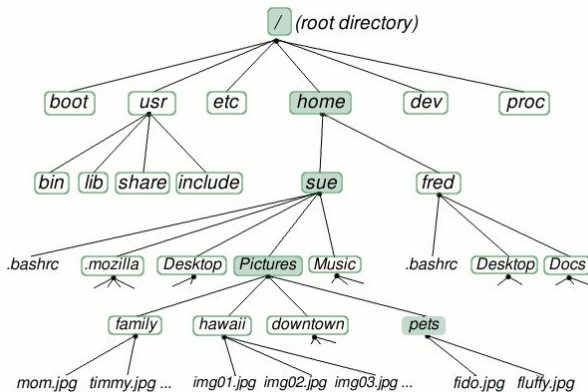 / (root directory)
boot usr etc home dev proc
bin lib share include sue fred
.bashrc .mozilla Desktop Pictures Music .bashrc Desktop Docs
family hawaii downtown pets
mom.jpg timmy.jpg ... img01.jpg img02.jpg img03.jpg ... fido.jpg fluffy.jpg